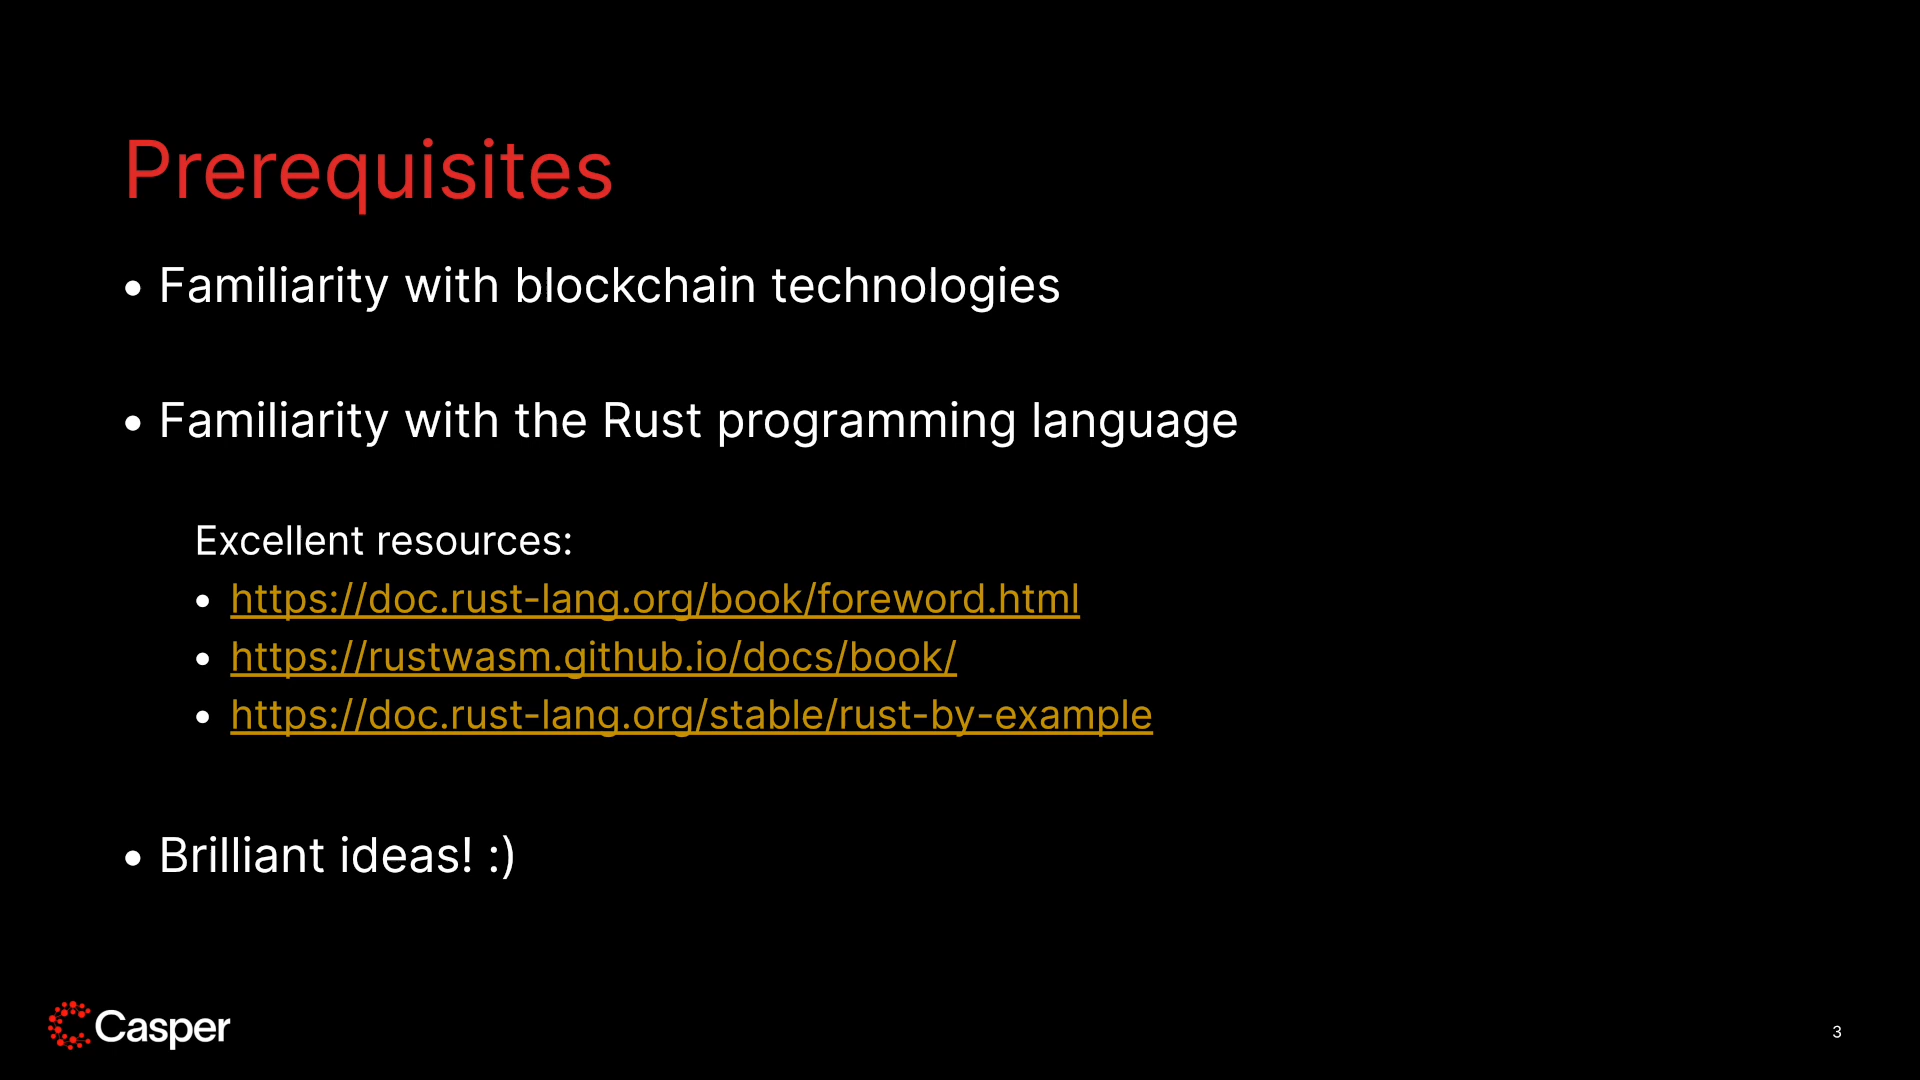 Prerequisites
• Familiarity with blockchain technologies
• Familiarity with the Rust programming language
Excellent resources:
• https://doc.rust-lang.org/book/foreword.html
• https://rustwasm.github.io/docs/book/
• https://doc.rust-lang.org/stable/rust-by-example
• Brilliant ideas! :)
Casper
3